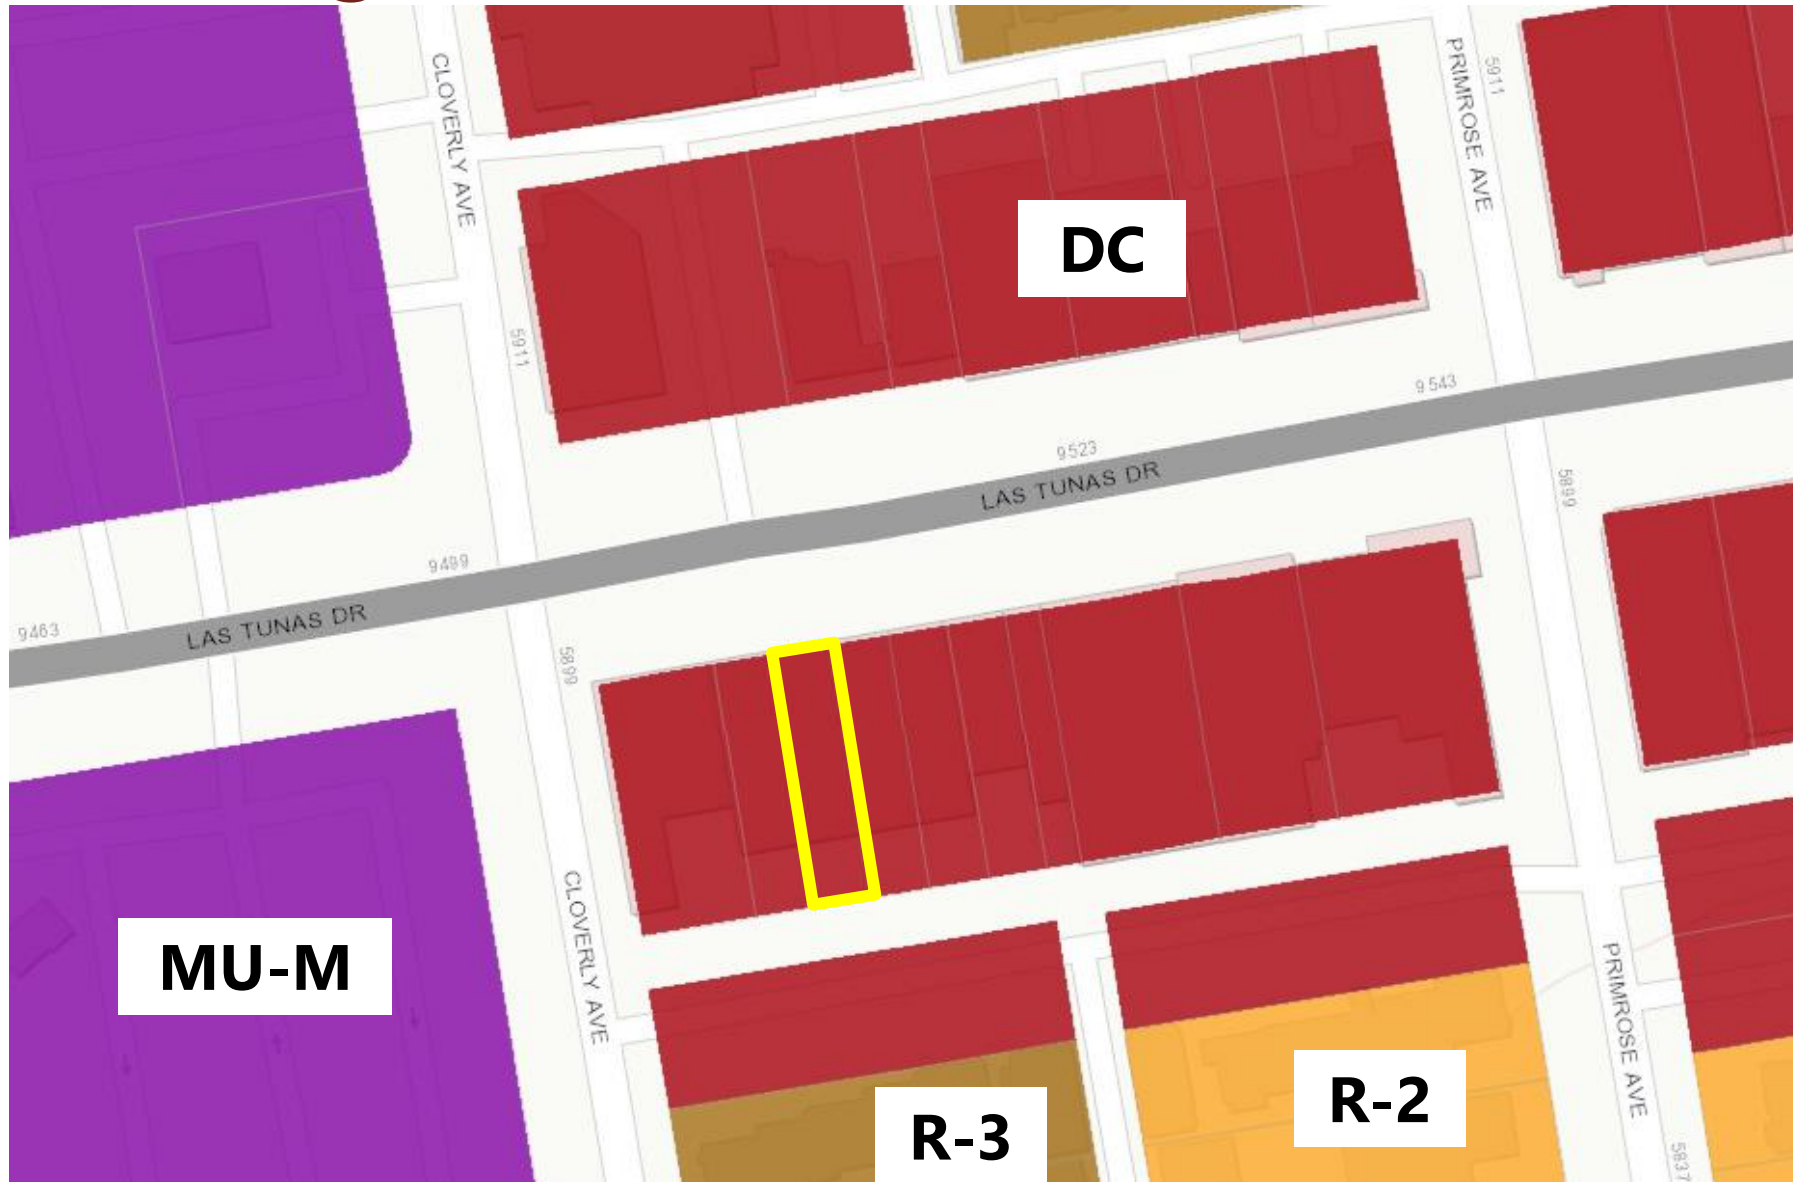 CLOVERLY AVE
PRIMROSE AVE
5911
DC
5911
9543
9523
LAS TUNAS DR
5899
9499
LAS TUNAS DR
9463
5899
CLOVERLY AVE
MU-M
PRIMROSE AVE
R-2
R-3
5837